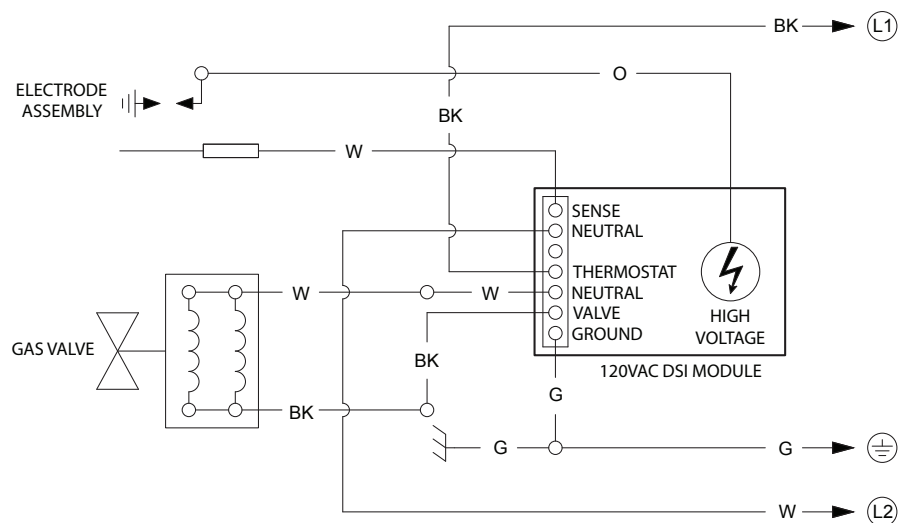 BK
L1
ELECTRODE
ASSEMBLY
O
BK
W
SENSE
NEUTRAL
THERMOSTAT
NEUTRAL
VALVE
GROUND
HIGH
VOLTAGE
120VAC DSI MODULE
W
W
GAS VALVE
BK
BK
G
G
G
W
L2